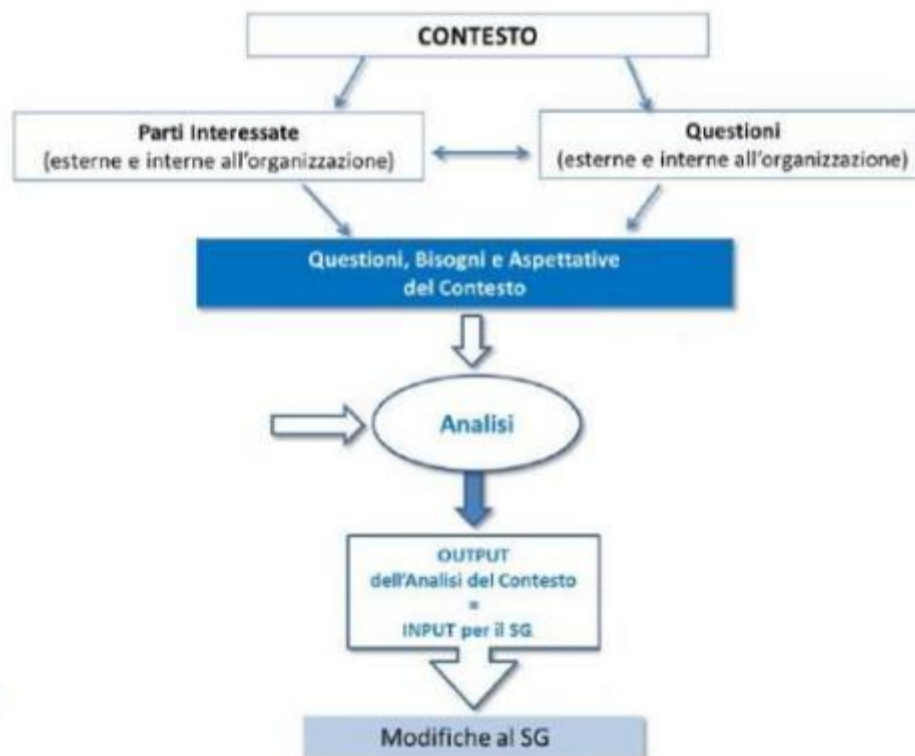 CONTESTO
Parti Interessate
(esterne e interne all'organizzazione)
Questioni
(esterne e interne all'organizzazione)
Questioni, Bisogni e Aspettative
del Contesto
Analisi
OUTPUT
dell'Analisi del Contesto
=
INPUT per il SG
Modifiche al SG